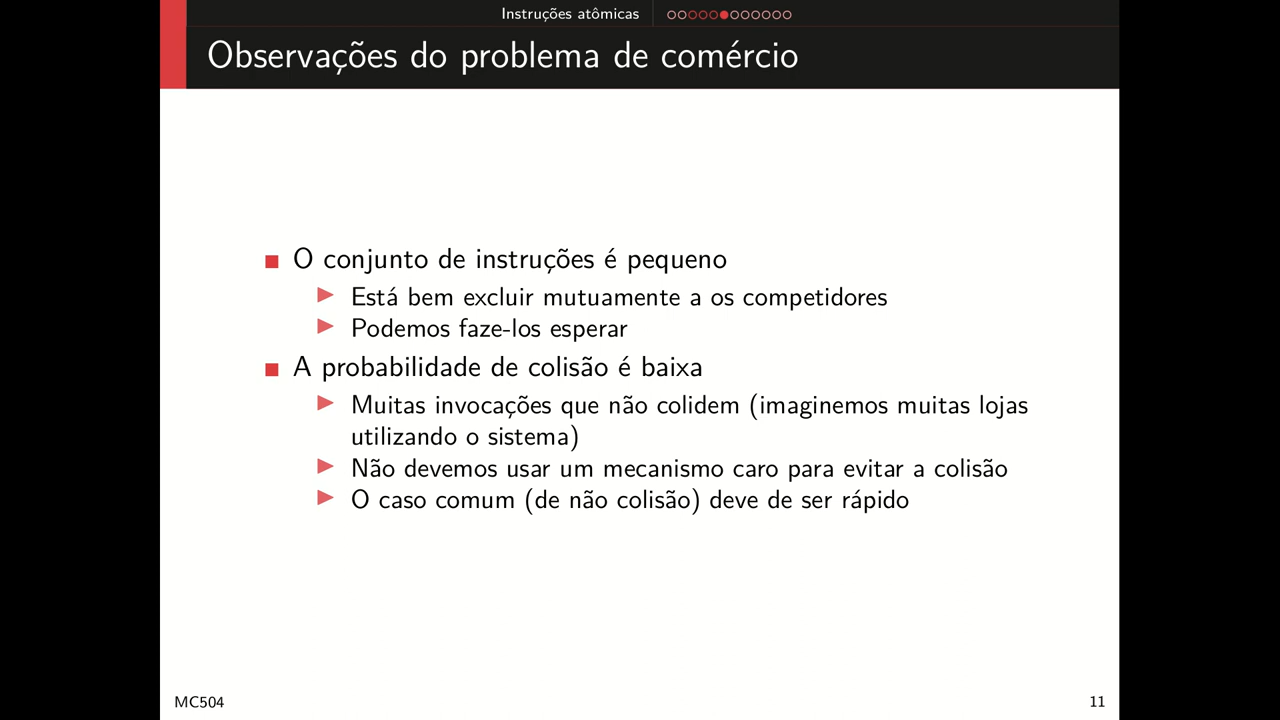 Instruções atômicas
Observações do problema de comércio
O conjunto de instruções é pequeno
Está bem excluir mutuamente a os competidores
Podemos faze-los esperar
A probabilidade de colisão é baixa
Muitas invocações que não colidem (imaginemos muitas lojas
utilizando o sistema)
Não devemos usar um mecanismo caro para evitar a colisão
O caso comum (de não colisão) deve de ser rápido
MC504
11